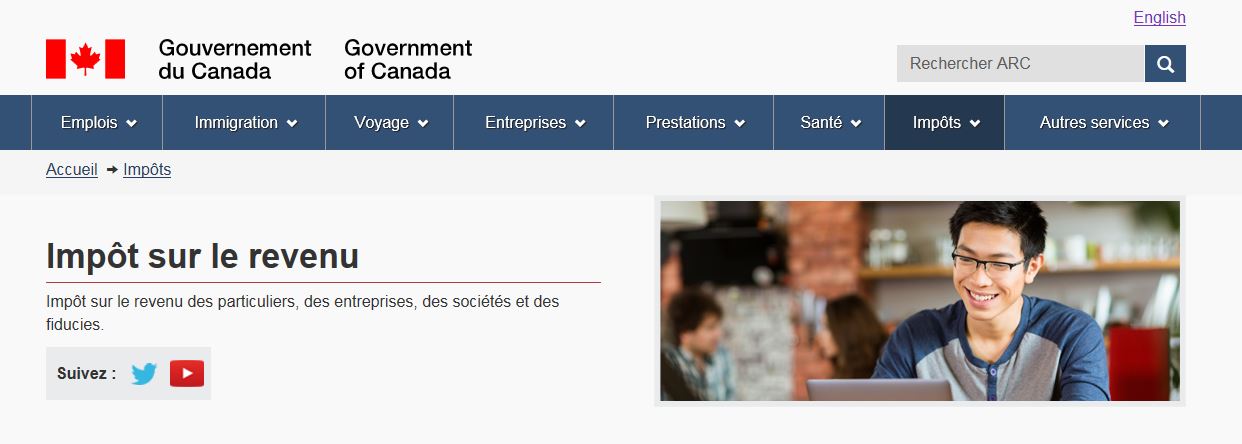 English
Gouvernement
du Canada
Government
of Canada
Rechercher ARC
Emplois Immigration Voyage Entreprises Prestations Santé Impôts Autres services
Accueil Impôts
Impôt sur le revenu
Impôt sur le revenu des particuliers, des entreprises, des sociétés et des
fiducies.
Suivez :